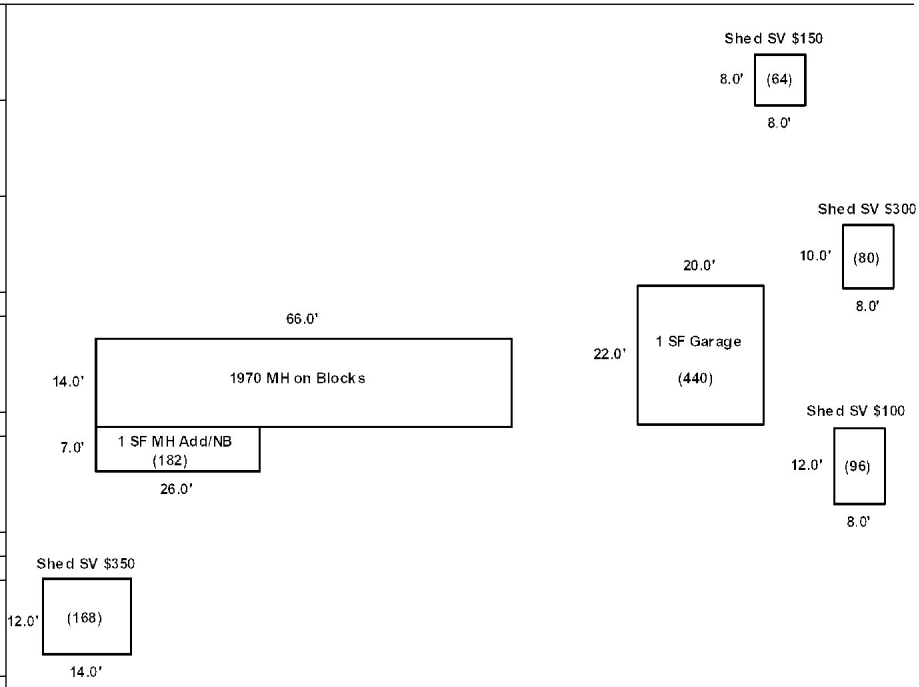 Shed SV $150
8.0'
(64)
8.0'
Shed SV $300
10.0'
(80)
8.0'
20.0'
22.0'
1 SF Garage
(440)
66.0'
14.0'
1970 MH on Blocks
7.0'
1 SF MH Add/NB
(182)
26.0'
Shed SV $100
12.0'
(96)
8.0'
Shed SV $350
12.0'
(168)
14.0'